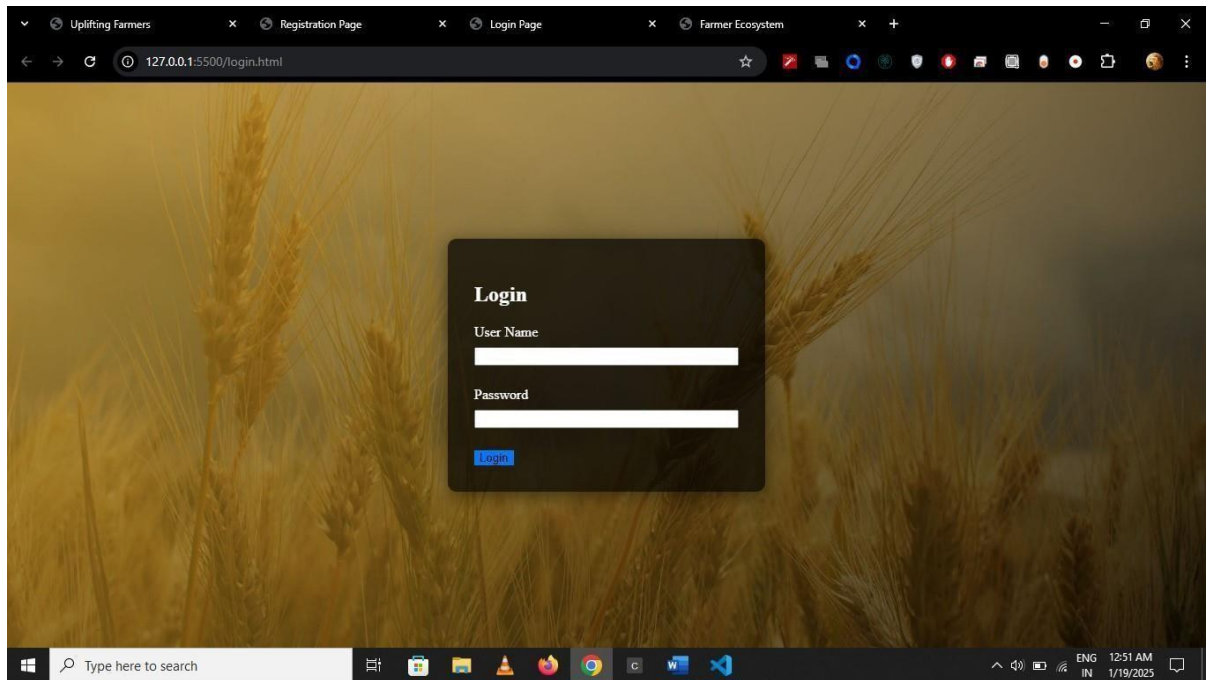 Uplifting Farmers
Registration Page
Login Page
Farmer Ecosystem
127.0.0.1:5500/login.html
Login
User Name
Password
Login
Type here to search
C
W
ENG 12:51 AM
IN 1/19/2025